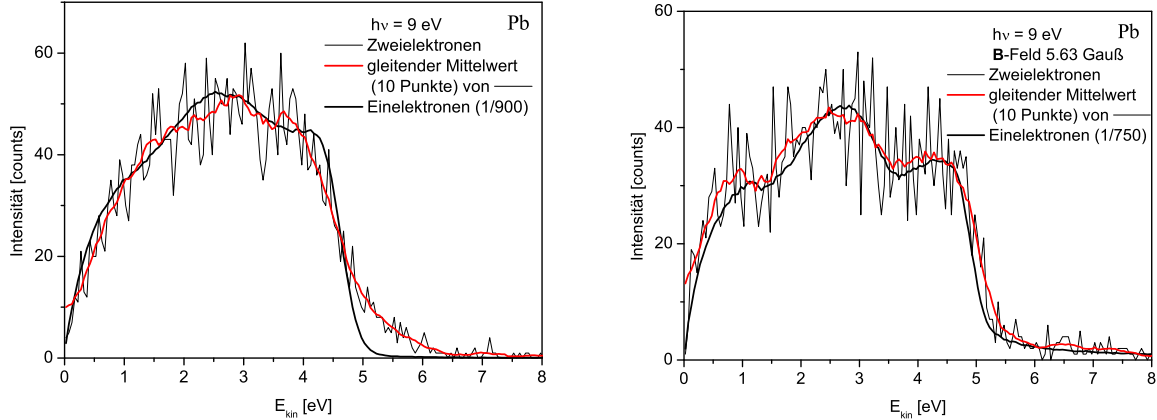 hν = 9 eV
Pb
Zweielektronen
gleitender Mittelwert
(10 Punkte) von
Einelektronen (1/900)
Intensität [counts]
60
40
20
0
0 1 2 3 4 5 6 7 8
E_kin [eV]
hν = 9 eV
Pb
B-Feld 5.63 Gauß
Zweielektronen
gleitender Mittelwert
(10 Punkte) von
Einelektronen (1/750)
Intensität [counts]
60
40
20
0
0 1 2 3 4 5 6 7 8
E_kin [eV]